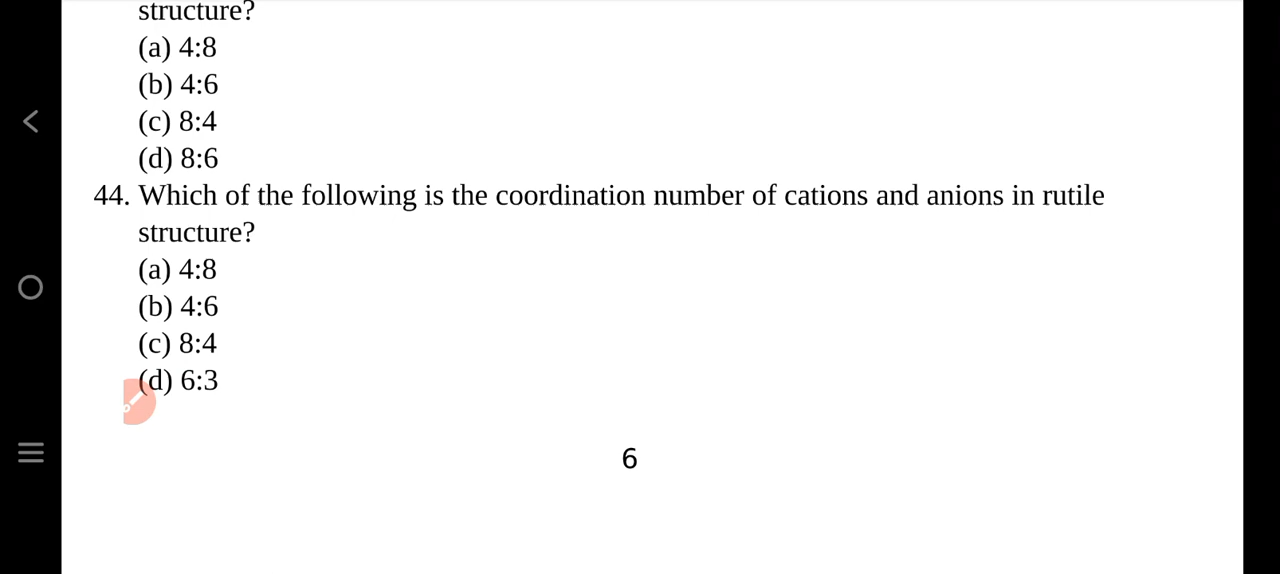 structure?
(a) 4:8
(b) 4:6
(c) 8:4
(d) 8:6
44. Which of the following is the coordination number of cations and anions in rutile
structure?
(a) 4:8
(b) 4:6
(c) 8:4
(d) 6:3
6